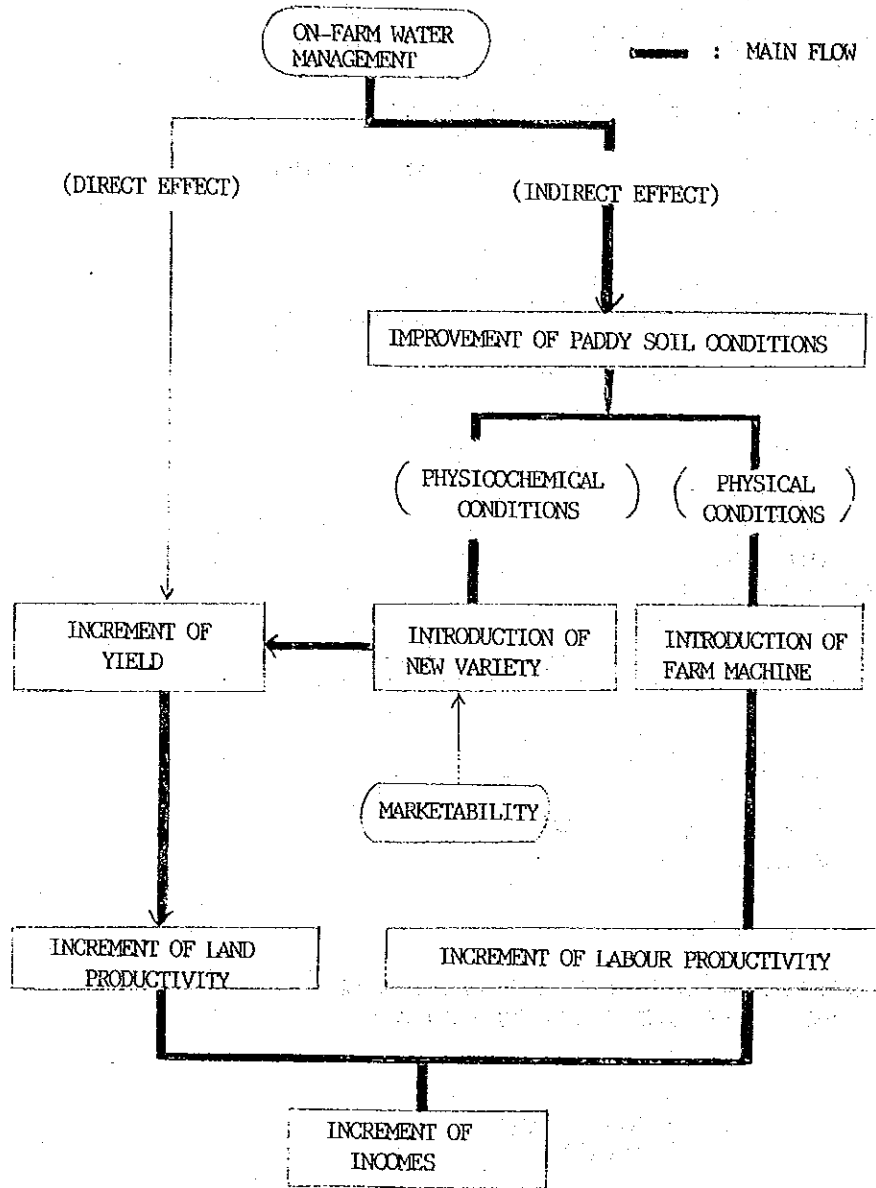 ON-FARM WATER
MANAGEMENT
: MAIN FLOW
(DIRECT EFFECT)
(INDIRECT EFFECT)
IMPROVEMENT OF PADDY SOIL CONDITIONS
(PHYSICOCHEMICAL
CONDITIONS)
(PHYSICAL
CONDITIONS)
INCREMENT OF
YIELD
INTRODUCTION OF
NEW VARIETY
INTRODUCTION OF
FARM MACHINE
MARKETABILITY
INCREMENT OF LAND
PRODUCTIVITY
INCREMENT OF LABOUR PRODUCTIVITY
INCREMENT OF
INCOMES